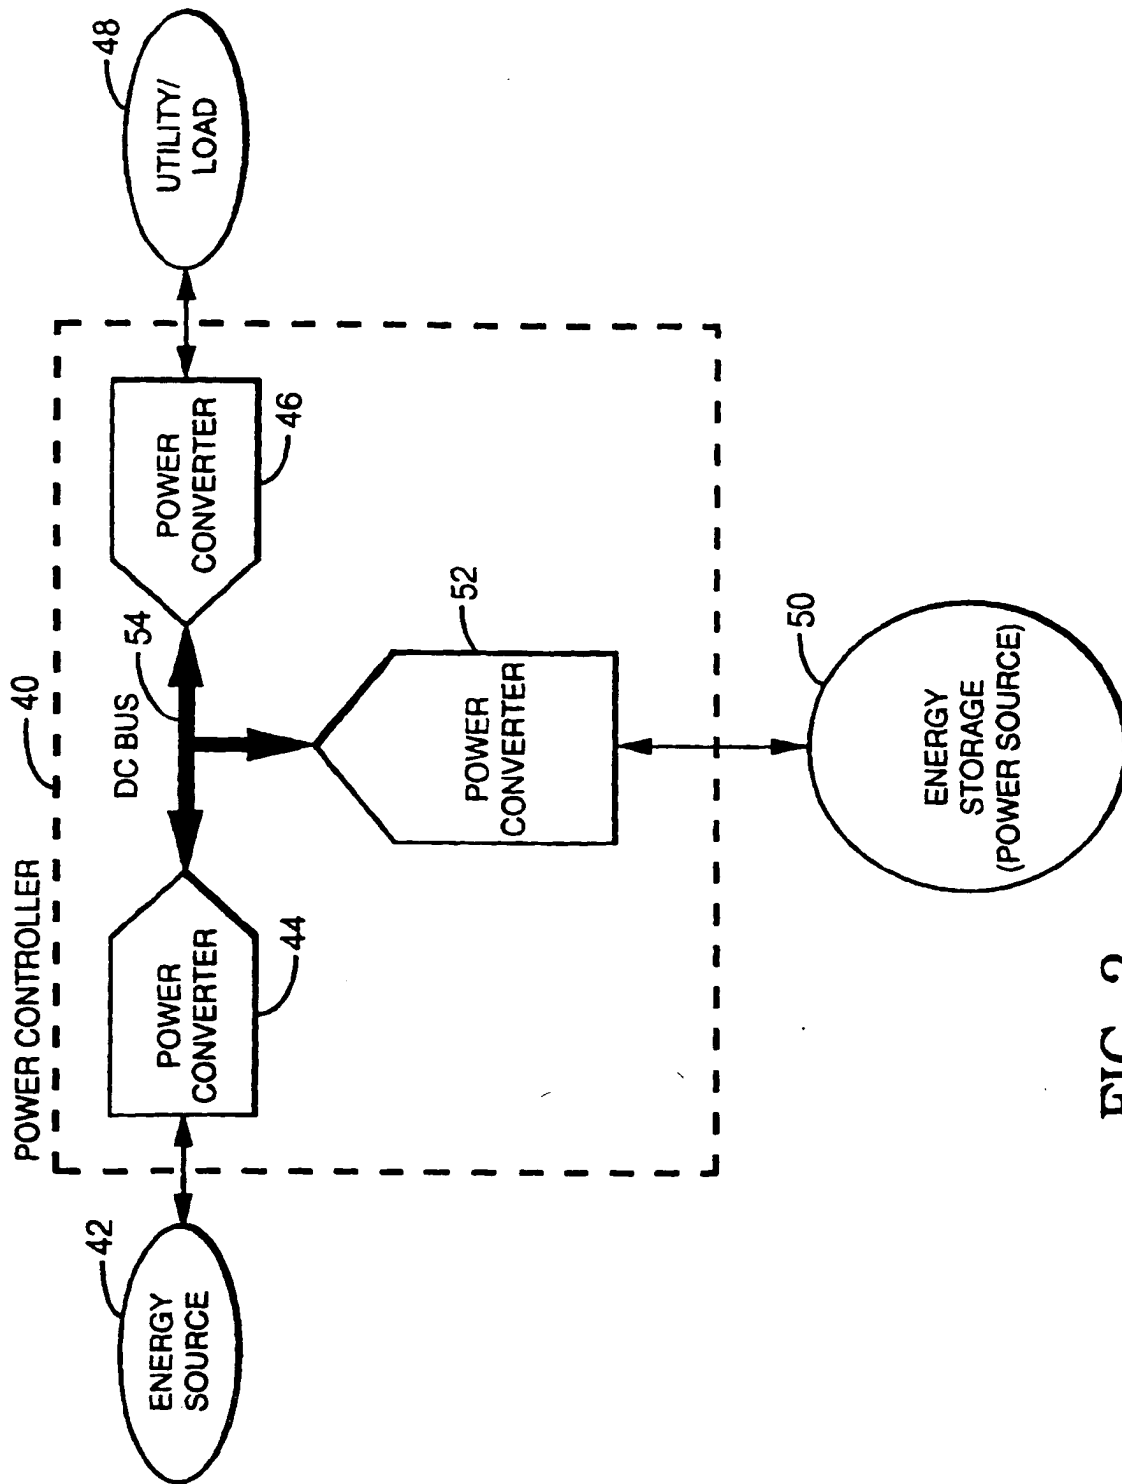 POWER CONTROLLER
40
DC BUS
54
42
ENERGY
SOURCE
POWER
CONVERTER
44
POWER
CONVERTER
46
48
UTILITY/
LOAD
POWER
CONVERTER
52
50
ENERGY
STORAGE
(POWER SOURCE)
FIG.